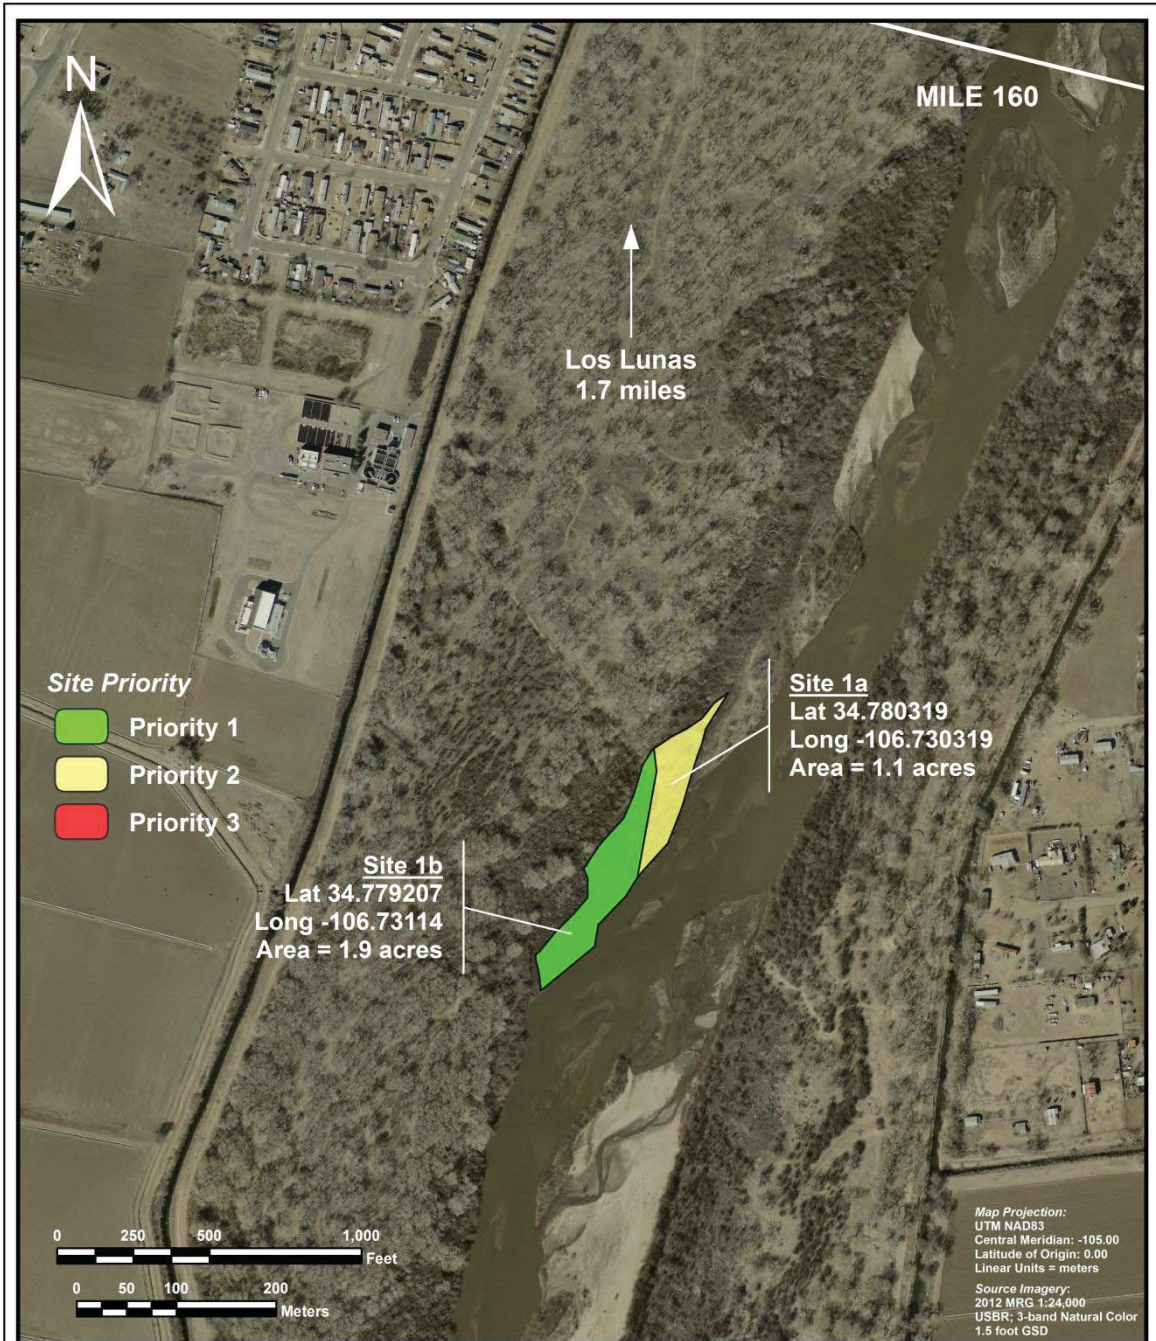 N
MILE 160
Los Lunas
1.7 miles
Site Priority
Priority 1
Priority 2
Priority 3
Site 1a
Lat 34.780319
Long -106.730319
Area = 1.1 acres
Site 1b
Lat 34.779207
Long -106.73114
Area = 1.9 acres
0 250 500 1,000
Feet
0 50 100 200
Meters
Map Projection:
UTM NAD83
Central Meridian: -105.00
Latitude of Origin: 0.00
Linear Units = meters
Source Imagery:
2012 MRG 1:24,000
USBR; 3-band Natural Color
1.5 foot GSD